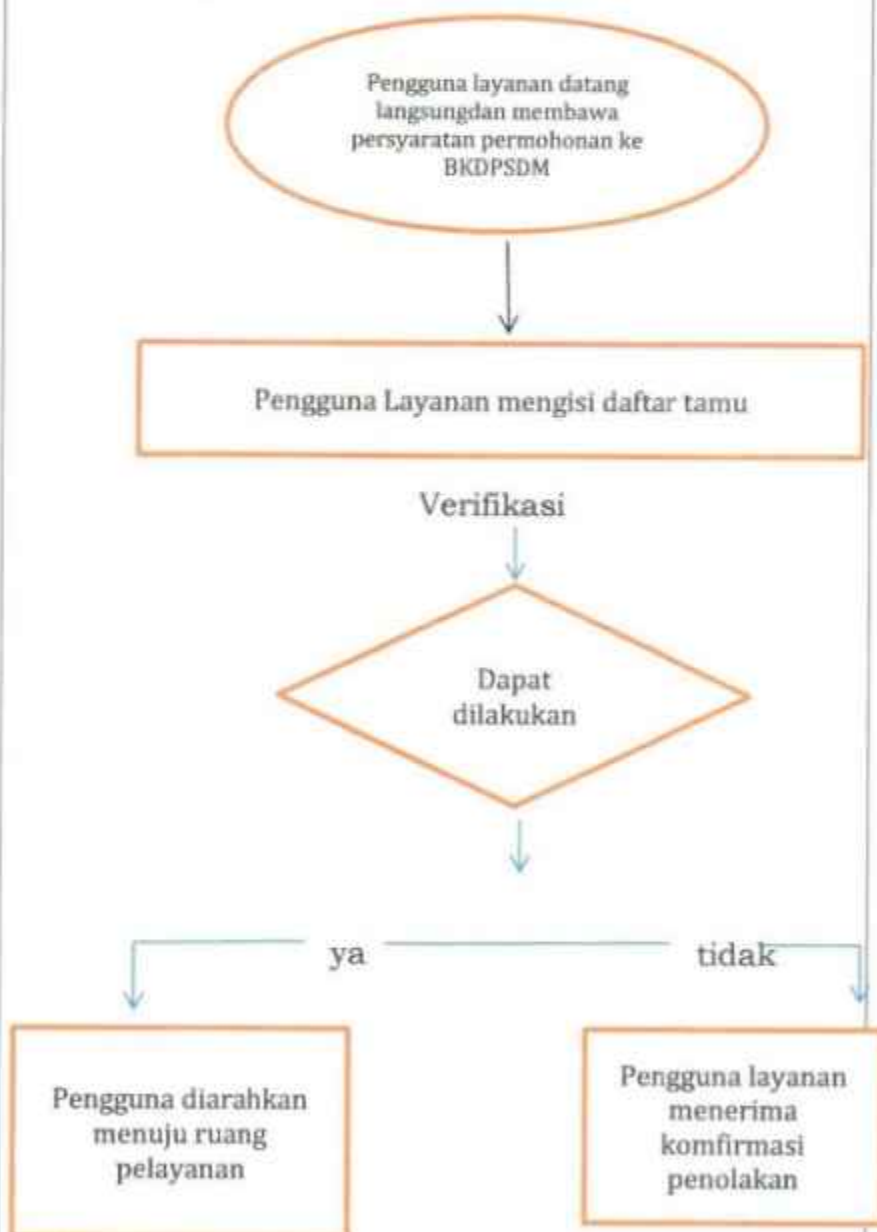 Pengguna layanan datang
langsungdan membawa
persyaratan permohonan ke
BKDPSDM
Pengguna Layanan mengisi daftar tamu
Verifikasi
Dapat
dilakukan
ya
tidak
Pengguna diarahkan
menuju ruang
pelayanan
Pengguna layanan
menerima
komfirmasi
penolakan